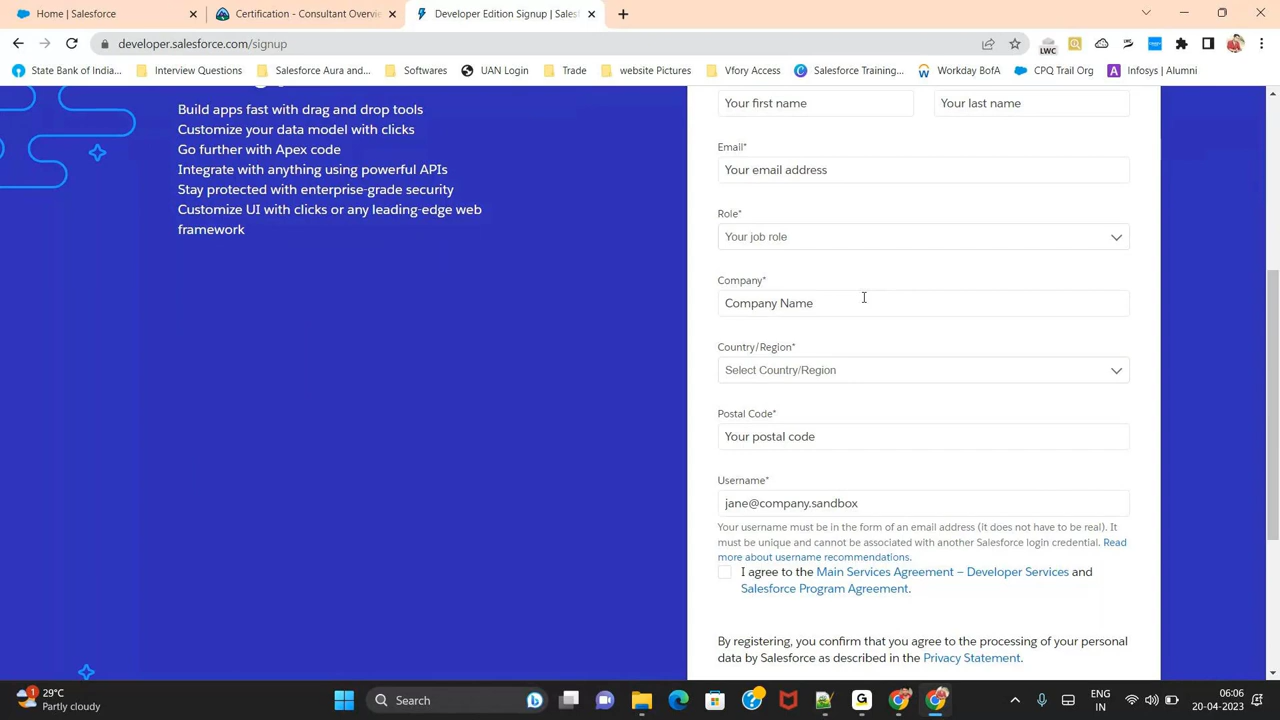 Home | Salesforce
Certification - Consultant Overvi
Developer Edition Signup | Sales
developer.salesforce.com/signup
LWC
State Bank of India...
Interview Questions
Salesforce Aura and...
Softwares
UAN Login
Trade
website Pictures
Vfory Access
Salesforce Training...
Workday BofA
CPQ Trail Org
Infosys | Alumni
Build apps fast with drag and drop tools
Customize your data model with clicks
Go further with Apex code
Integrate with anything using powerful APIs
Stay protected with enterprise-grade security
Customize UI with clicks or any leading-edge web
framework
Your first name
Your last name
Email*
Your email address
Role*
Your job role
Company*
Company Name
Country/Region*
Select Country/Region
Postal Code*
Your postal code
Username*
jane@company.sandbox
Your username must be in the form of an email address (it does not have to be real). It
must be unique and cannot be associated with another Salesforce login credential. Read
more about username recommendations.
I agree to the Main Services Agreement – Developer Services and
Salesforce Program Agreement.
By registering, you confirm that you agree to the processing of your personal
data by Salesforce as described in the Privacy Statement.
1
29°C
Partly cloudy
Search
ENG
IN
06:06
20-04-2023